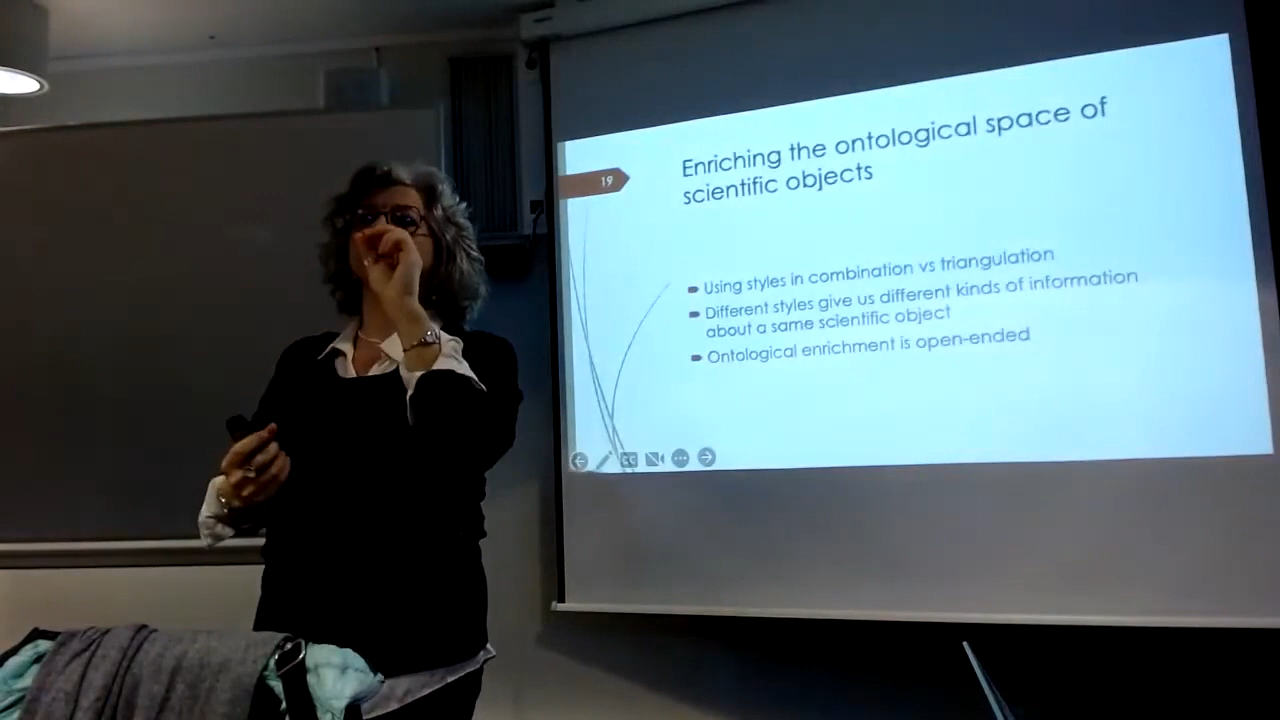 19
Enriching the ontological space of
scientific objects
Using styles in combination vs triangulation
Different styles give us different kinds of information
about a same scientific object
Ontological enrichment is open-ended
CC